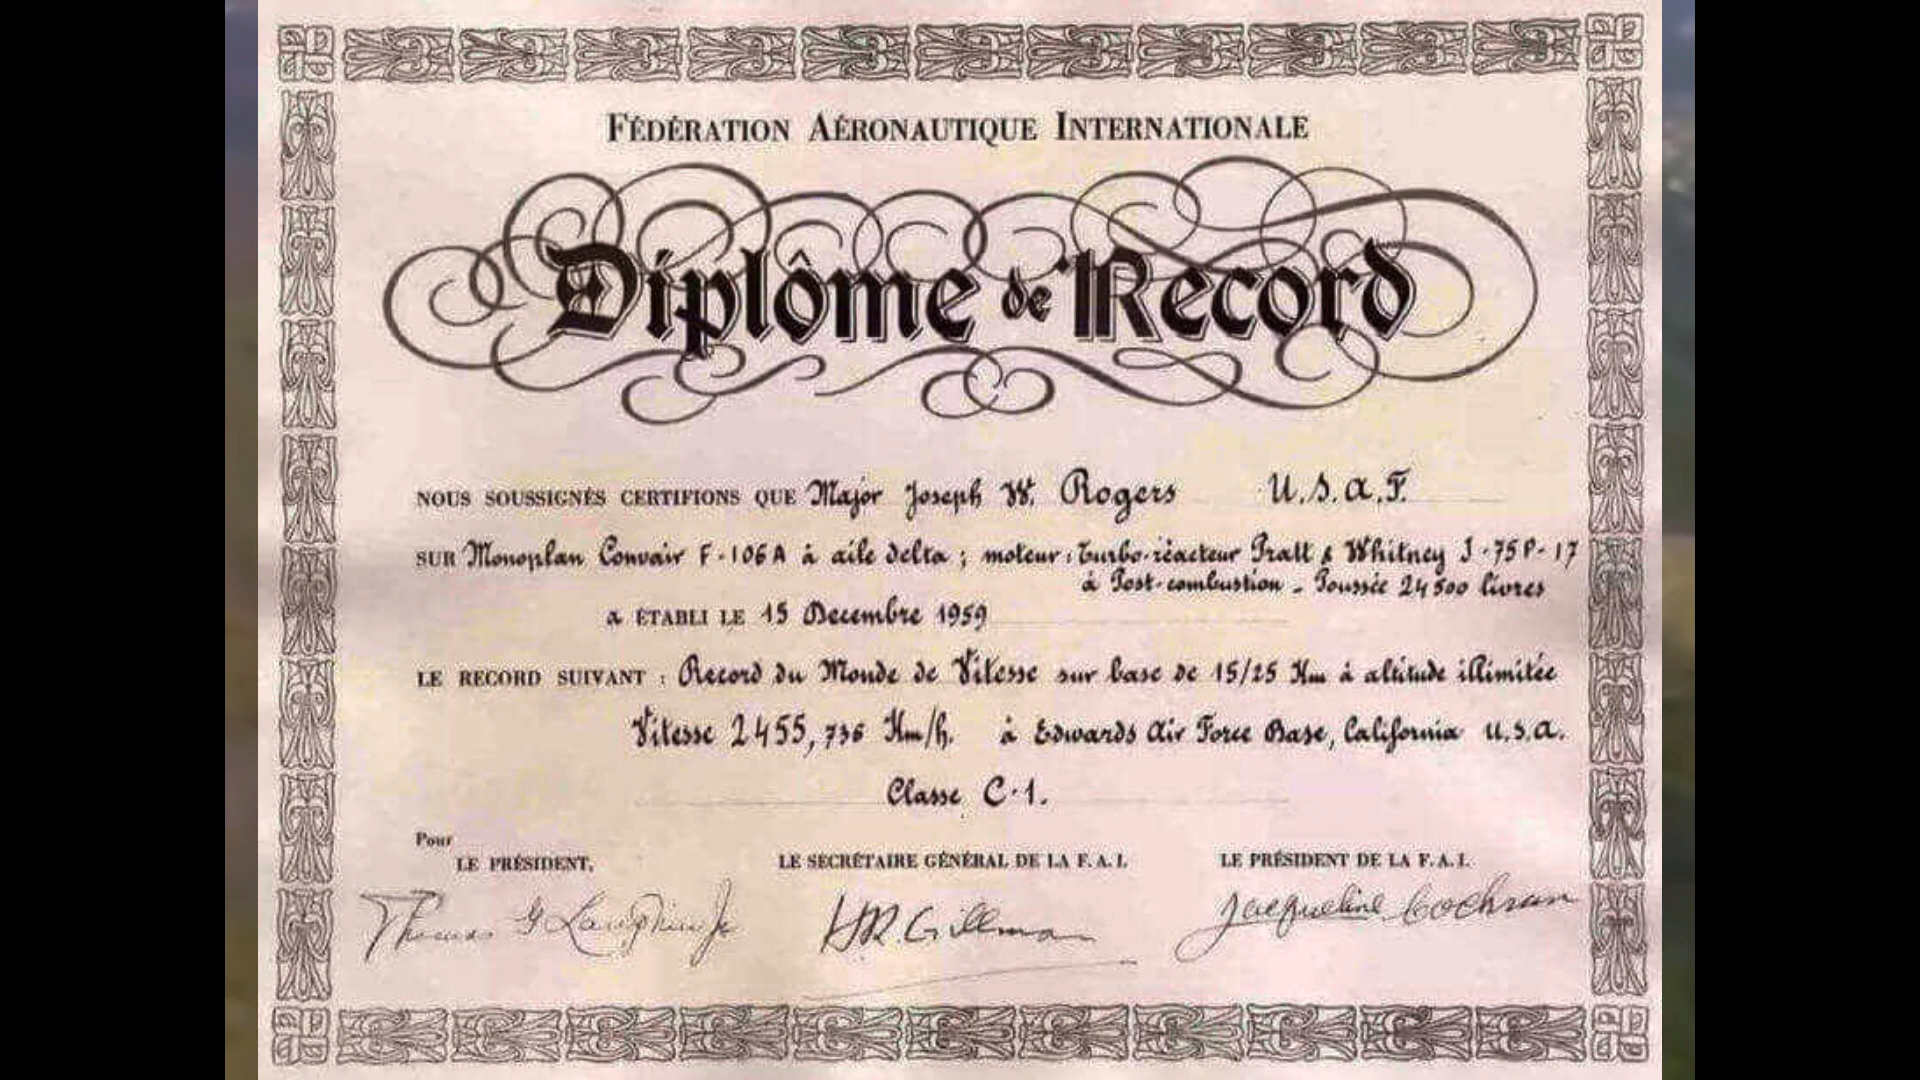 FÉDÉRATION AÉRONAUTIQUE INTERNATIONALE
Diplôme de Record
NOUS SOUSSIGNÉS CERTIFIONS QUE Major Joseph W. Rogers U.S.A.F.
SUR Monoplan Convair F-106A à aile delta ; moteur : Turbo-réacteur Pratt & Whitney J-75 P-17
à Post-combustion - Poussée 24500 livres
a ÉTABLI LE 15 Decembre 1959
LE RECORD SUIVANT : Record du Monde de Vitesse sur base de 15/25 Km à altitude illimitée
Vitesse 2455,736 Km/h. à Edwards Air Force Base, California U.S.A.
Classe C-1.
Pour
LE PRÉSIDENT, LE SECRÉTAIRE GÉNÉRAL DE LA F.A.I. LE PRÉSIDENT DE LA F.A.I.
Thomas G H.R. Gillman Jacqueline Cochran